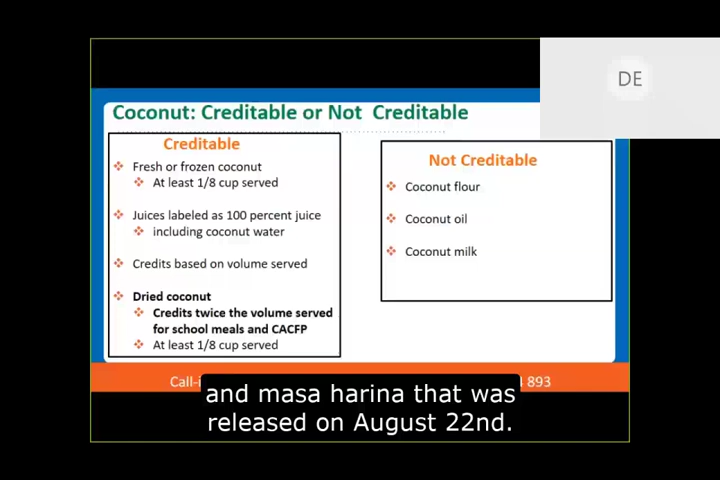 DE
Coconut: Creditable or Not Creditable
Creditable
Fresh or frozen coconut
At least 1/8 cup served
Juices labeled as 100 percent juice
including coconut water
Credits based on volume served
Dried coconut
Credits twice the volume served
for school meals and CACFP
At least 1/8 cup served
Not Creditable
Coconut flour
Coconut oil
Coconut milk
893
and masa harina that was
released on August 22nd.